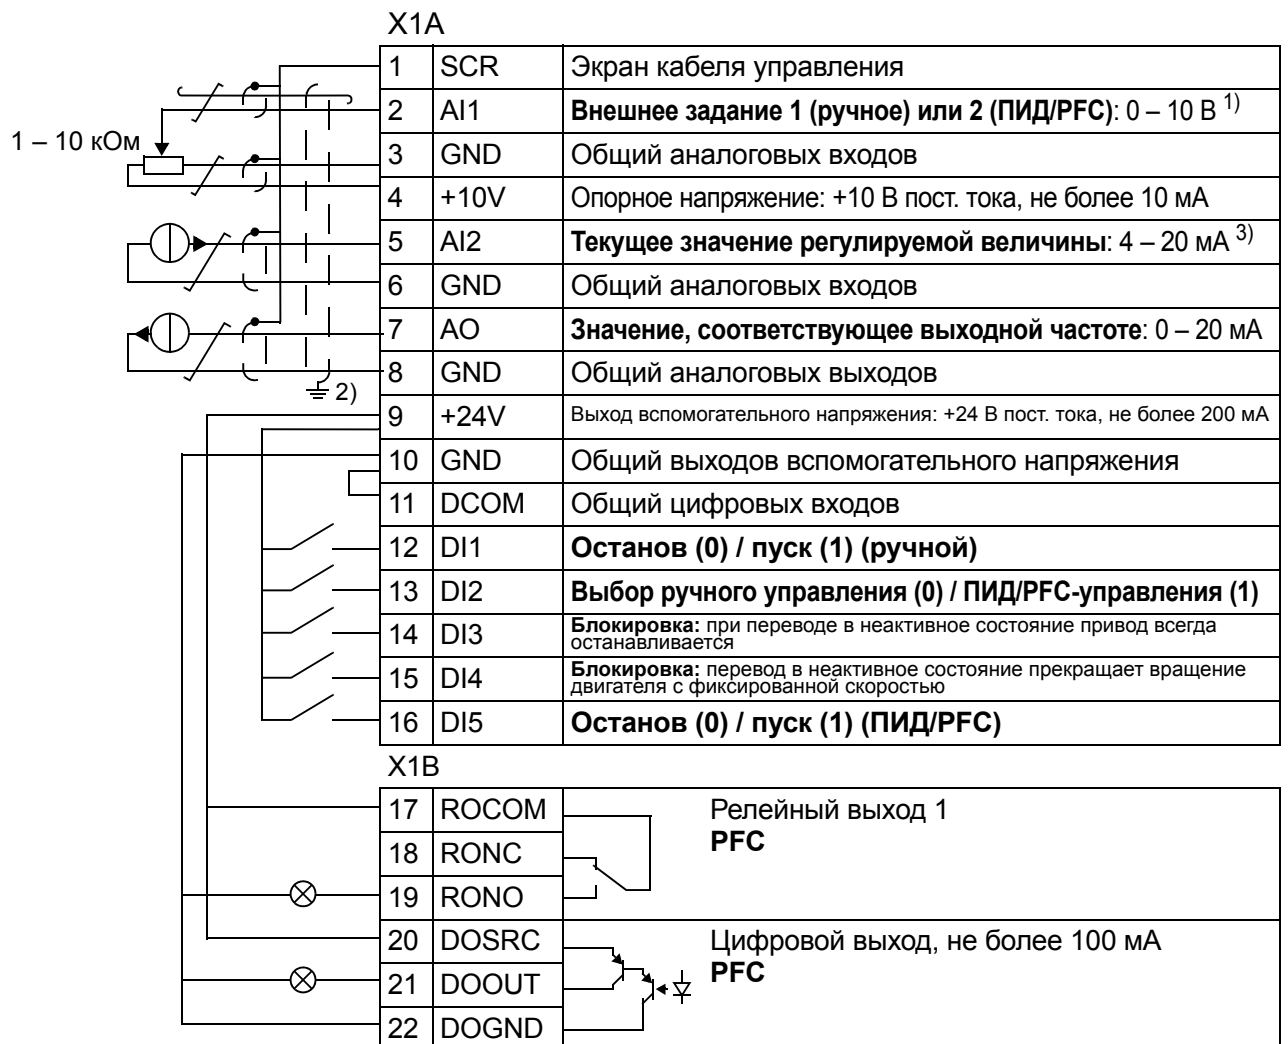 X1A
1 SCR Экран кабеля управления
2 AI1 Внешнее задание 1 (ручное) или 2 (ПИД/PFC): 0 – 10 В 1)
1 – 10 кОм
3 GND Общий аналоговых входов
4 +10V Опорное напряжение: +10 В пост. тока, не более 10 мА
5 AI2 Текущее значение регулируемой величины: 4 – 20 мА 3)
6 GND Общий аналоговых входов
7 AO Значение, соответствующее выходной частоте: 0 – 20 мА
8 GND Общий аналоговых выходов
2)
9 +24V Выход вспомогательного напряжения: +24 В пост. тока, не более 200 мА
10 GND Общий выходов вспомогательного напряжения
11 DCOM Общий цифровых входов
12 DI1 Останов (0) / пуск (1) (ручной)
13 DI2 Выбор ручного управления (0) / ПИД/PFC-управления (1)
14 DI3 Блокировка: при переводе в неактивное состояние привод всегда
останавливается
15 DI4 Блокировка: перевод в неактивное состояние прекращает вращение
двигателя с фиксированной скоростью
16 DI5 Останов (0) / пуск (1) (ПИД/PFC)
X1B
17 ROCOM Релейный выход 1
PFC
18 RONC
19 RONO
20 DOSRC Цифровой выход, не более 100 мА
PFC
21 DOOUT
22 DOGND